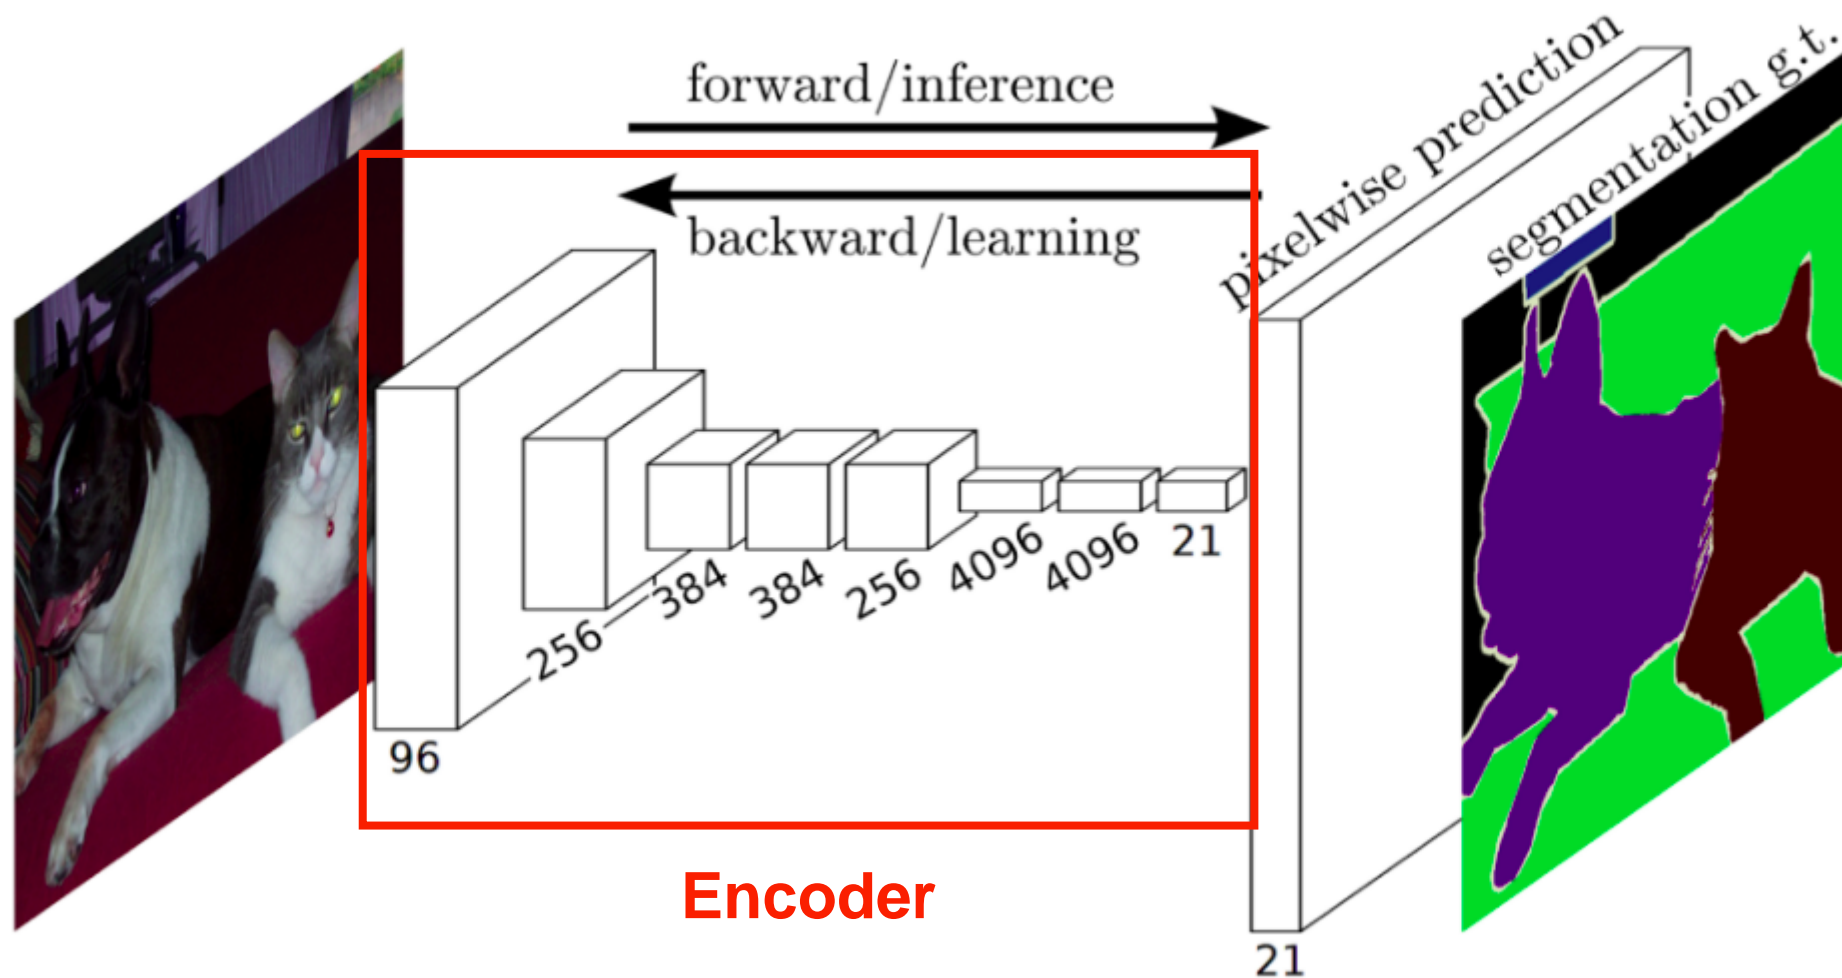 forward/inference
backward/learning
pixelwise prediction
segmentation g.t.
96
256
384
384
256
4096
4096
21
21
Encoder